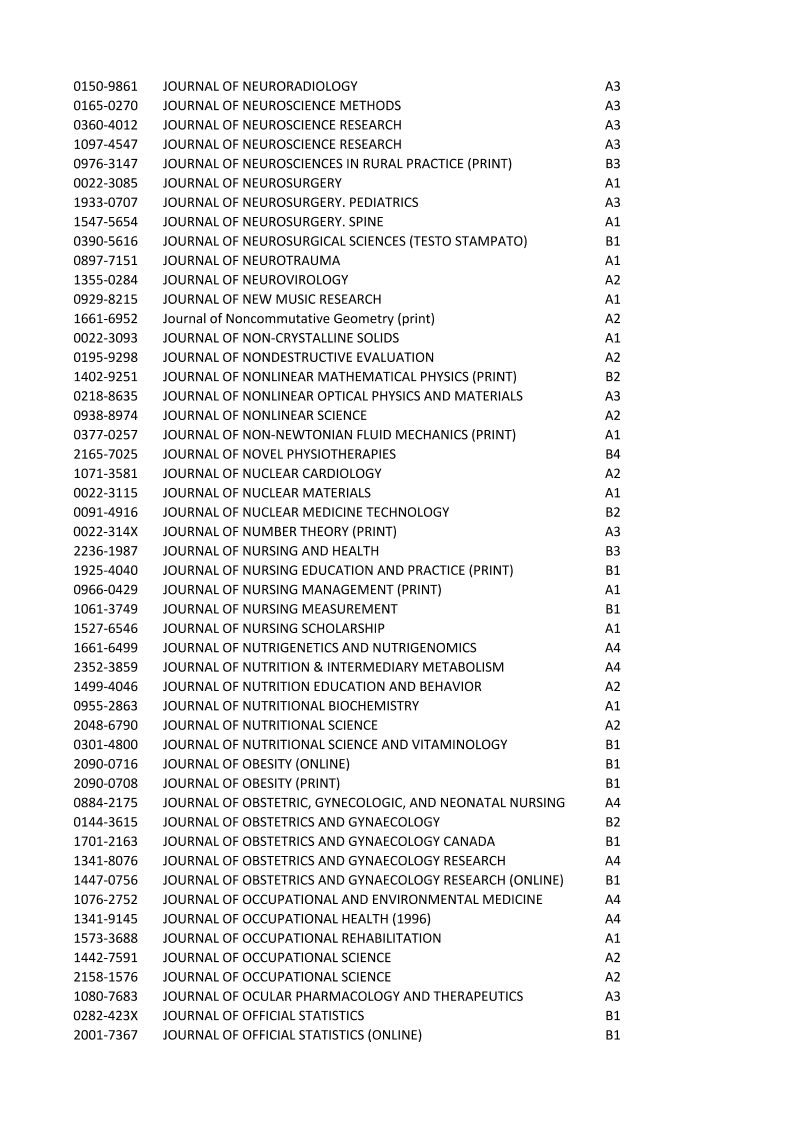 0150-9861 JOURNAL OF NEURORADIOLOGY A3
0165-0270 JOURNAL OF NEUROSCIENCE METHODS A3
0360-4012 JOURNAL OF NEUROSCIENCE RESEARCH A3
1097-4547 JOURNAL OF NEUROSCIENCE RESEARCH A3
0976-3147 JOURNAL OF NEUROSCIENCES IN RURAL PRACTICE (PRINT) B3
0022-3085 JOURNAL OF NEUROSURGERY A1
1933-0707 JOURNAL OF NEUROSURGERY. PEDIATRICS A3
1547-5654 JOURNAL OF NEUROSURGERY. SPINE A1
0390-5616 JOURNAL OF NEUROSURGICAL SCIENCES (TESTO STAMPATO) B1
0897-7151 JOURNAL OF NEUROTRAUMA A1
1355-0284 JOURNAL OF NEUROVIROLOGY A2
0929-8215 JOURNAL OF NEW MUSIC RESEARCH A1
1661-6952 Journal of Noncommutative Geometry (print) A2
0022-3093 JOURNAL OF NON-CRYSTALLINE SOLIDS A1
0195-9298 JOURNAL OF NONDESTRUCTIVE EVALUATION A2
1402-9251 JOURNAL OF NONLINEAR MATHEMATICAL PHYSICS (PRINT) B2
0218-8635 JOURNAL OF NONLINEAR OPTICAL PHYSICS AND MATERIALS A3
0938-8974 JOURNAL OF NONLINEAR SCIENCE A2
0377-0257 JOURNAL OF NON-NEWTONIAN FLUID MECHANICS (PRINT) A1
2165-7025 JOURNAL OF NOVEL PHYSIOTHERAPIES B4
1071-3581 JOURNAL OF NUCLEAR CARDIOLOGY A2
0022-3115 JOURNAL OF NUCLEAR MATERIALS A1
0091-4916 JOURNAL OF NUCLEAR MEDICINE TECHNOLOGY B2
0022-314X JOURNAL OF NUMBER THEORY (PRINT) A3
2236-1987 JOURNAL OF NURSING AND HEALTH B3
1925-4040 JOURNAL OF NURSING EDUCATION AND PRACTICE (PRINT) B1
0966-0429 JOURNAL OF NURSING MANAGEMENT (PRINT) A1
1061-3749 JOURNAL OF NURSING MEASUREMENT B1
1527-6546 JOURNAL OF NURSING SCHOLARSHIP A1
1661-6499 JOURNAL OF NUTRIGENETICS AND NUTRIGENOMICS A4
2352-3859 JOURNAL OF NUTRITION & INTERMEDIARY METABOLISM A4
1499-4046 JOURNAL OF NUTRITION EDUCATION AND BEHAVIOR A2
0955-2863 JOURNAL OF NUTRITIONAL BIOCHEMISTRY A1
2048-6790 JOURNAL OF NUTRITIONAL SCIENCE A2
0301-4800 JOURNAL OF NUTRITIONAL SCIENCE AND VITAMINOLOGY B1
2090-0716 JOURNAL OF OBESITY (ONLINE) B1
2090-0708 JOURNAL OF OBESITY (PRINT) B1
0884-2175 JOURNAL OF OBSTETRIC, GYNECOLOGIC, AND NEONATAL NURSING A4
0144-3615 JOURNAL OF OBSTETRICS AND GYNAECOLOGY B2
1701-2163 JOURNAL OF OBSTETRICS AND GYNAECOLOGY CANADA B1
1341-8076 JOURNAL OF OBSTETRICS AND GYNAECOLOGY RESEARCH A4
1447-0756 JOURNAL OF OBSTETRICS AND GYNAECOLOGY RESEARCH (ONLINE) B1
1076-2752 JOURNAL OF OCCUPATIONAL AND ENVIRONMENTAL MEDICINE A4
1341-9145 JOURNAL OF OCCUPATIONAL HEALTH (1996) A4
1573-3688 JOURNAL OF OCCUPATIONAL REHABILITATION A1
1442-7591 JOURNAL OF OCCUPATIONAL SCIENCE A2
2158-1576 JOURNAL OF OCCUPATIONAL SCIENCE A2
1080-7683 JOURNAL OF OCULAR PHARMACOLOGY AND THERAPEUTICS A3
0282-423X JOURNAL OF OFFICIAL STATISTICS B1
2001-7367 JOURNAL OF OFFICIAL STATISTICS (ONLINE) B1